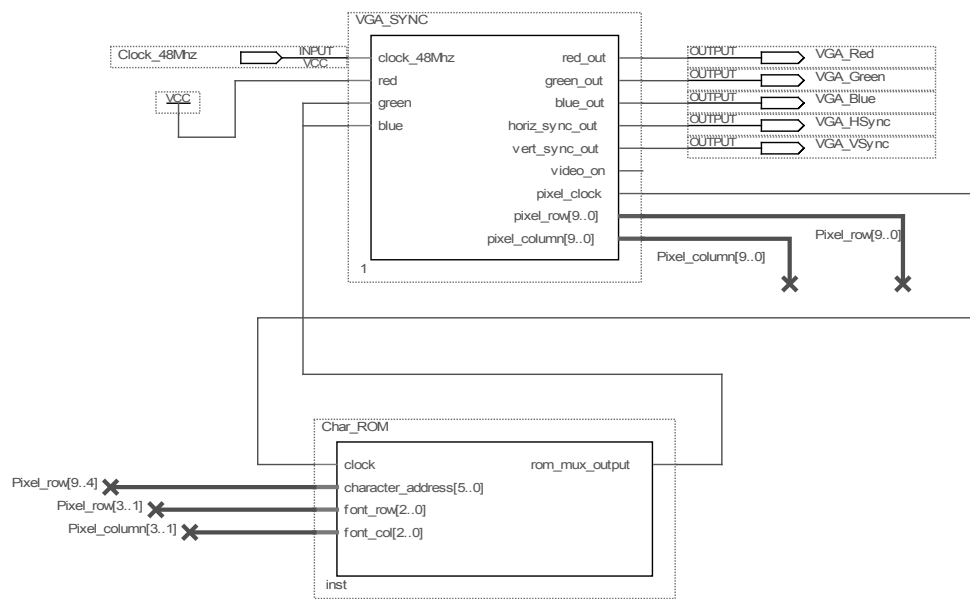 VGA_SYNC
Clock_48Mhz
INPUT
VCC
VCC
clock_48Mhz
red
green
blue
red_out
green_out
blue_out
horiz_sync_out
vert_sync_out
video_on
pixel_clock
pixel_row[9..0]
pixel_column[9..0]
1
OUTPUT VGA_Red
OUTPUT VGA_Green
OUTPUT VGA_Blue
OUTPUT VGA_HSync
OUTPUT VGA_VSync
Pixel_row[9..0]
Pixel_column[9..0]
Char_ROM
clock
character_address[5..0]
font_row[2..0]
font_col[2..0]
rom_mux_output
Pixel_row[9..4]
Pixel_row[3..1]
Pixel_column[3..1]
inst